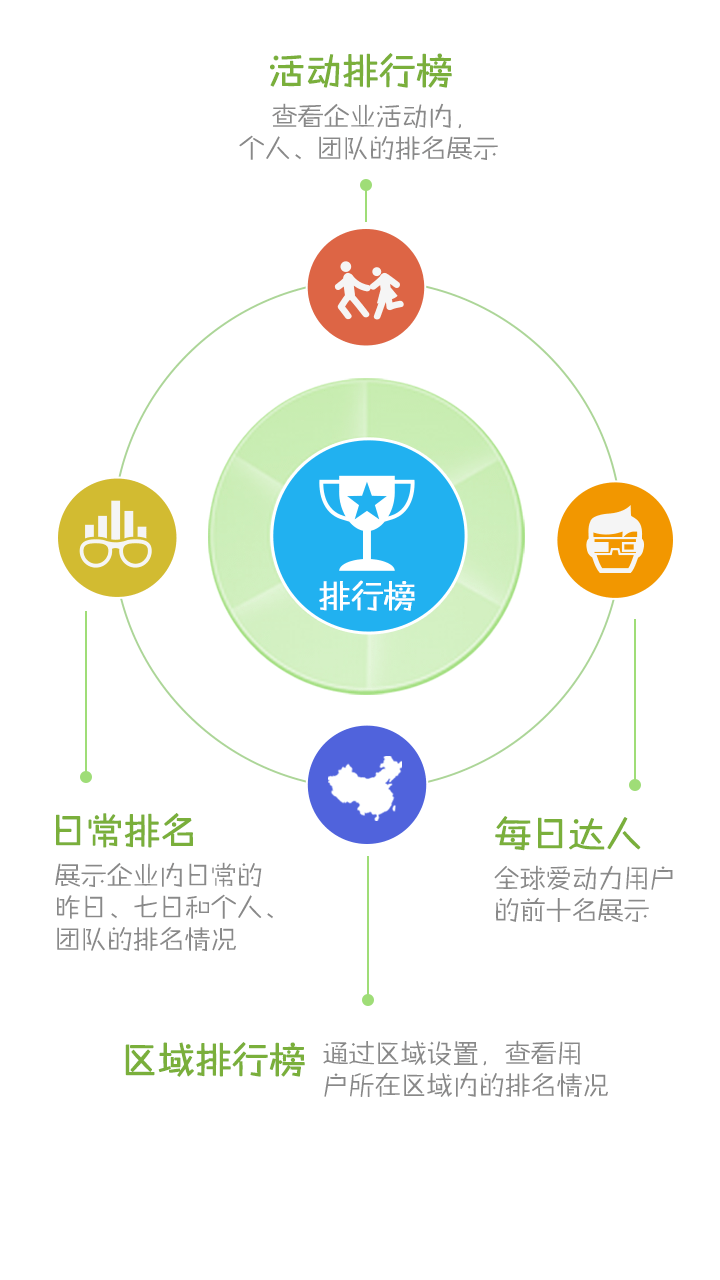 活动排行榜
查看企业活动内,
个人、团队的排名展示
排行榜
日常排名
展示企业内日常的
昨日、七日和个人、
团队的排名情况
每日达人
全球爱动力用户
的前十名展示
区域排行榜
通过区域设置，查看用
户所在区域内的排名情况